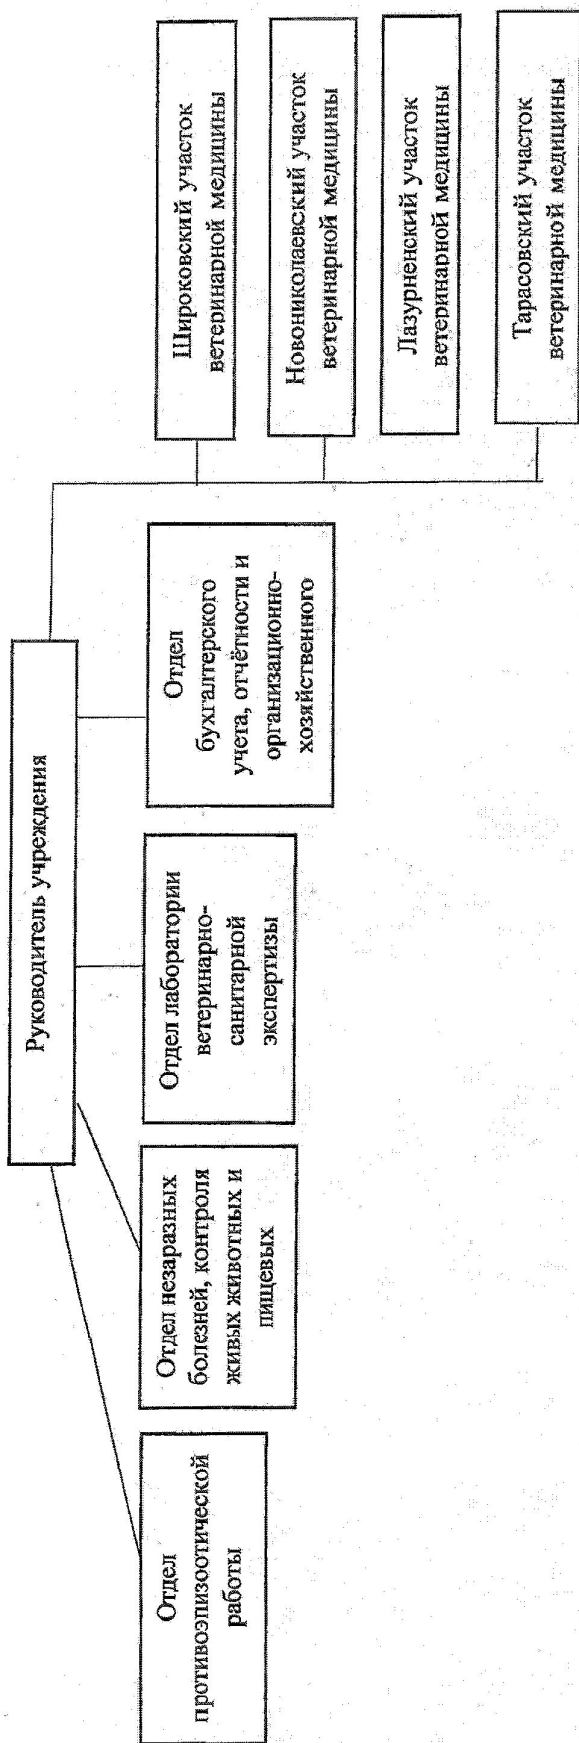 Руководитель учреждения
Отдел
противоэпизоотической
работы
Отдел незаразных
болезней, контроля
живых животных и
пищевых
Отдел лаборатории
ветеринарно-
санитарной
экспертизы
Отдел
бухгалтерского
учета, отчётности и
организационно-
хозяйственного
Широковский участок
ветеринарной медицины
Новониколаевский участок
ветеринарной медицины
Лазурненский участок
ветеринарной медицины
Тарасовский участок
ветеринарной медицины